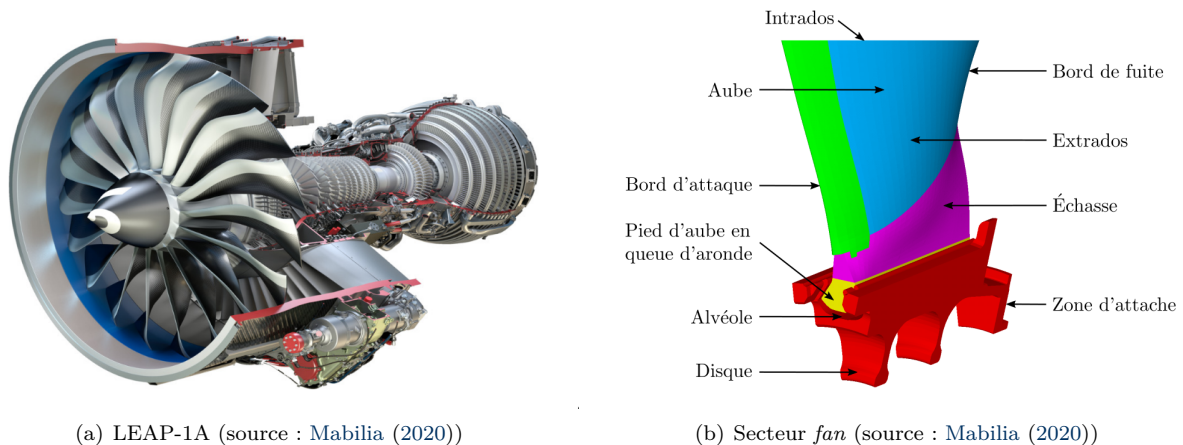 Intrados
Aube
Bord de fuite
Extrados
Bord d'attaque
Échasse
Pied d'aube en
queue d'aronde
Alvéole
Zone d'attache
Disque
(a) LEAP-1A (source : Mabilia (2020))
(b) Secteur fan (source : Mabilia (2020))